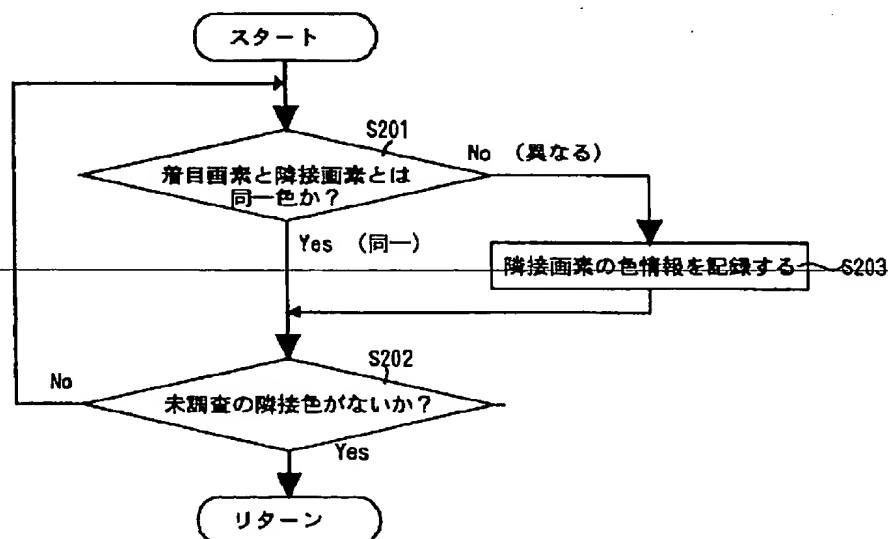 スタート
S201
No （異なる）
着目画素と隣接画素とは
同一色か？
Yes （同一）
隣接画素の色情報を記録する
S203
S202
No
未調査の隣接色がないか？
Yes
リターン